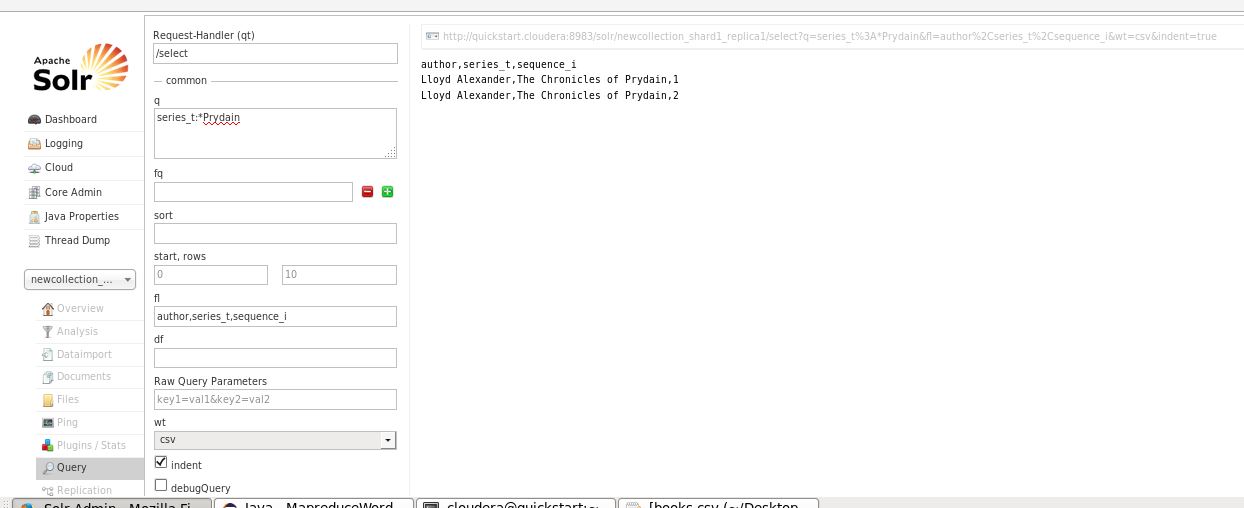 Apache
Solr
Dashboard
Logging
Cloud
Core Admin
Java Properties
Thread Dump
newcollection_...
Overview
Analysis
Dataimport
Documents
Files
Ping
Plugins / Stats
Query
Replication
Request-Handler (qt)
/select
common
q
series_t:*Prydain
fq
sort
start, rows
0
10
fl
author,series_t,sequence_i
df
Raw Query Parameters
key1=val1&key2=val2
wt
csv
indent
debugQuery
http://quickstart.cloudera:8983/solr/newcollection_shard1_replica1/select?q=series_t%3A*Prydain&fl=author%2Cseries_t%2Csequence_i&wt=csv&indent=true
author,series_t,sequence_i
Lloyd Alexander,The Chronicles of Prydain,1
Lloyd Alexander,The Chronicles of Prydain,2
Solr Admin - Mozilla Fi...
Java - MapreduceWord...
cloudera@quickstart:~
[books.csv (~/Desktop...